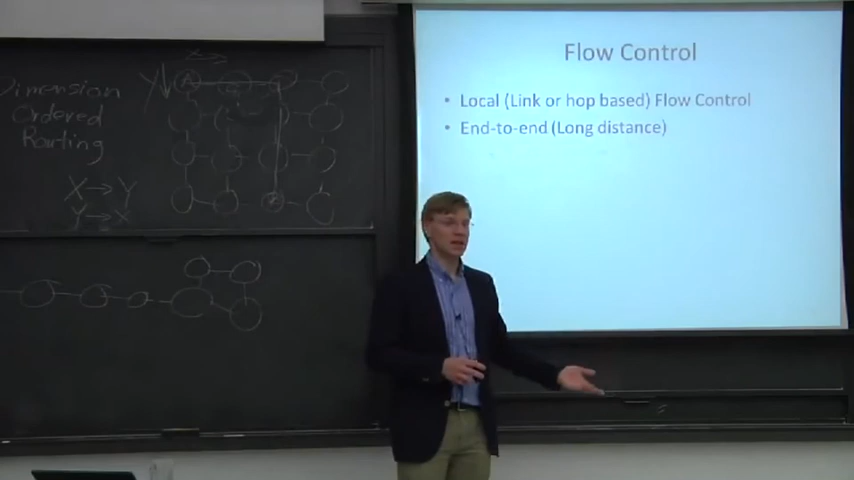 Dimension
Ordered
Routing
X → Y
Y → X
Y
A
Flow Control
• Local (Link or hop based) Flow Control
• End-to-end (Long distance)